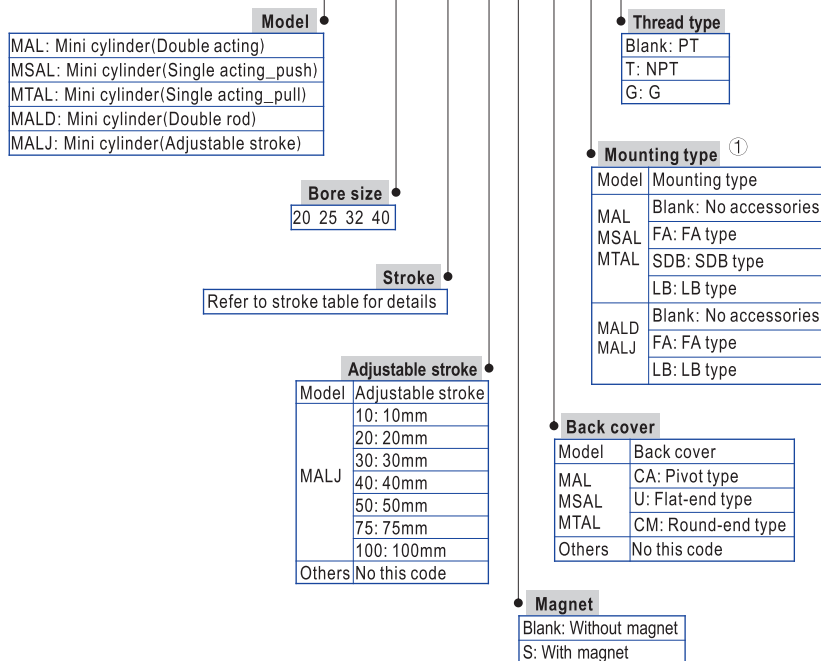 Model
MAL: Mini cylinder(Double acting)
MSAL: Mini cylinder(Single acting_push)
MTAL: Mini cylinder(Single acting_pull)
MALD: Mini cylinder(Double rod)
MALJ: Mini cylinder(Adjustable stroke)
Bore size
20 25 32 40
Stroke
Refer to stroke table for details
Adjustable stroke
Model Adjustable stroke
MALJ
10: 10mm
20: 20mm
30: 30mm
40: 40mm
50: 50mm
75: 75mm
100: 100mm
Others No this code
Magnet
Blank: Without magnet
S: With magnet
Back cover
Model Back cover
MAL
MSAL
MTAL
CA: Pivot type
U: Flat-end type
CM: Round-end type
Others No this code
Mounting type ①
Model Mounting type
MAL
MSAL
MTAL
Blank: No accessories
FA: FA type
SDB: SDB type
LB: LB type
MALD
MALJ
Blank: No accessories
FA: FA type
LB: LB type
Thread type
Blank: PT
T: NPT
G: G